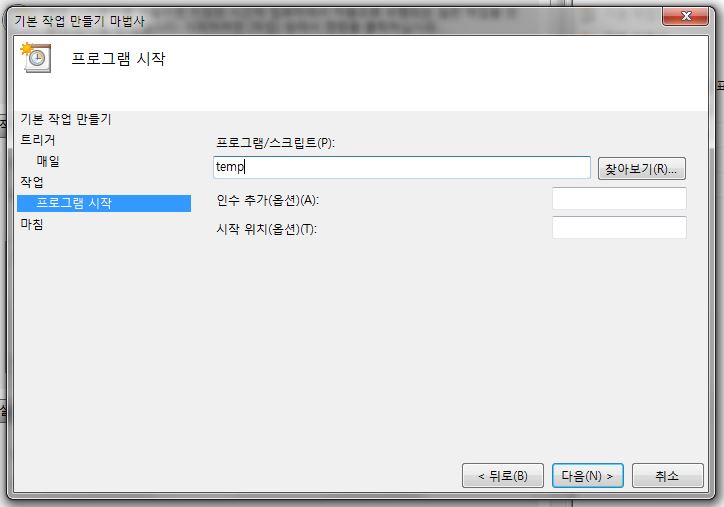 기본 작업 만들기 마법사
프로그램 시작
기본 작업 만들기
트리거
매일
작업
프로그램 시작
마침
프로그램/스크립트(P):
temp
찾아보기(R)...
인수 추가(옵션)(A):
시작 위치(옵션)(T):
< 뒤로(B)
다음(N) >
취소